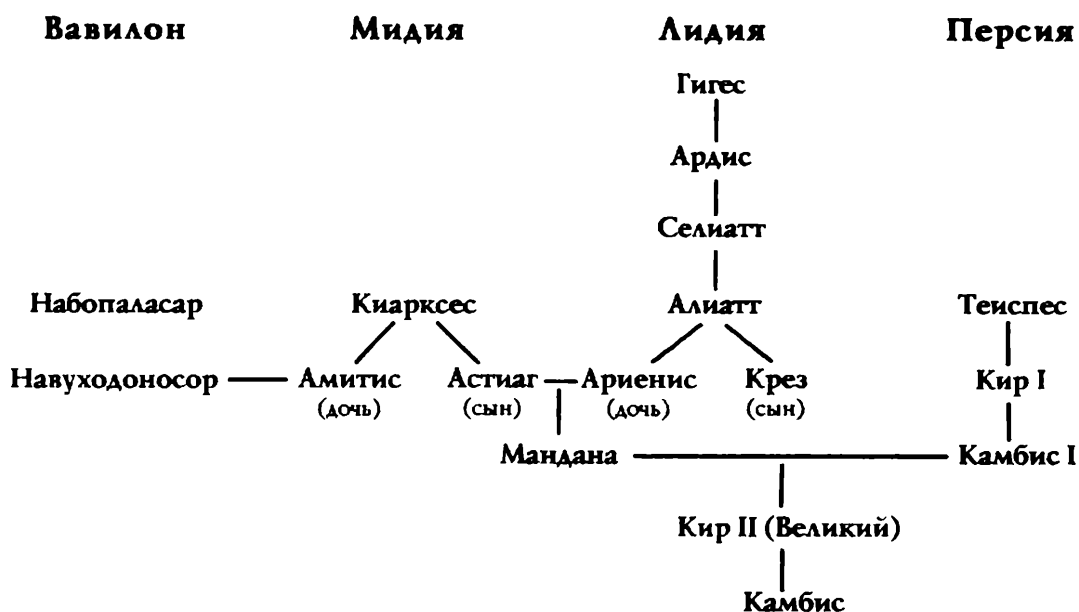 Вавилон Мидия Лидия Персия
Гигес
Ардис
Селиатт
Набопаласар Киарксес Алиатт Теиспес
Навуходоносор Амитис Астиаг Ариенис Крез Кир I
(дочь) (сын) (дочь) (сын)
Мандана Камбис I
Кир II (Великий)
Камбис